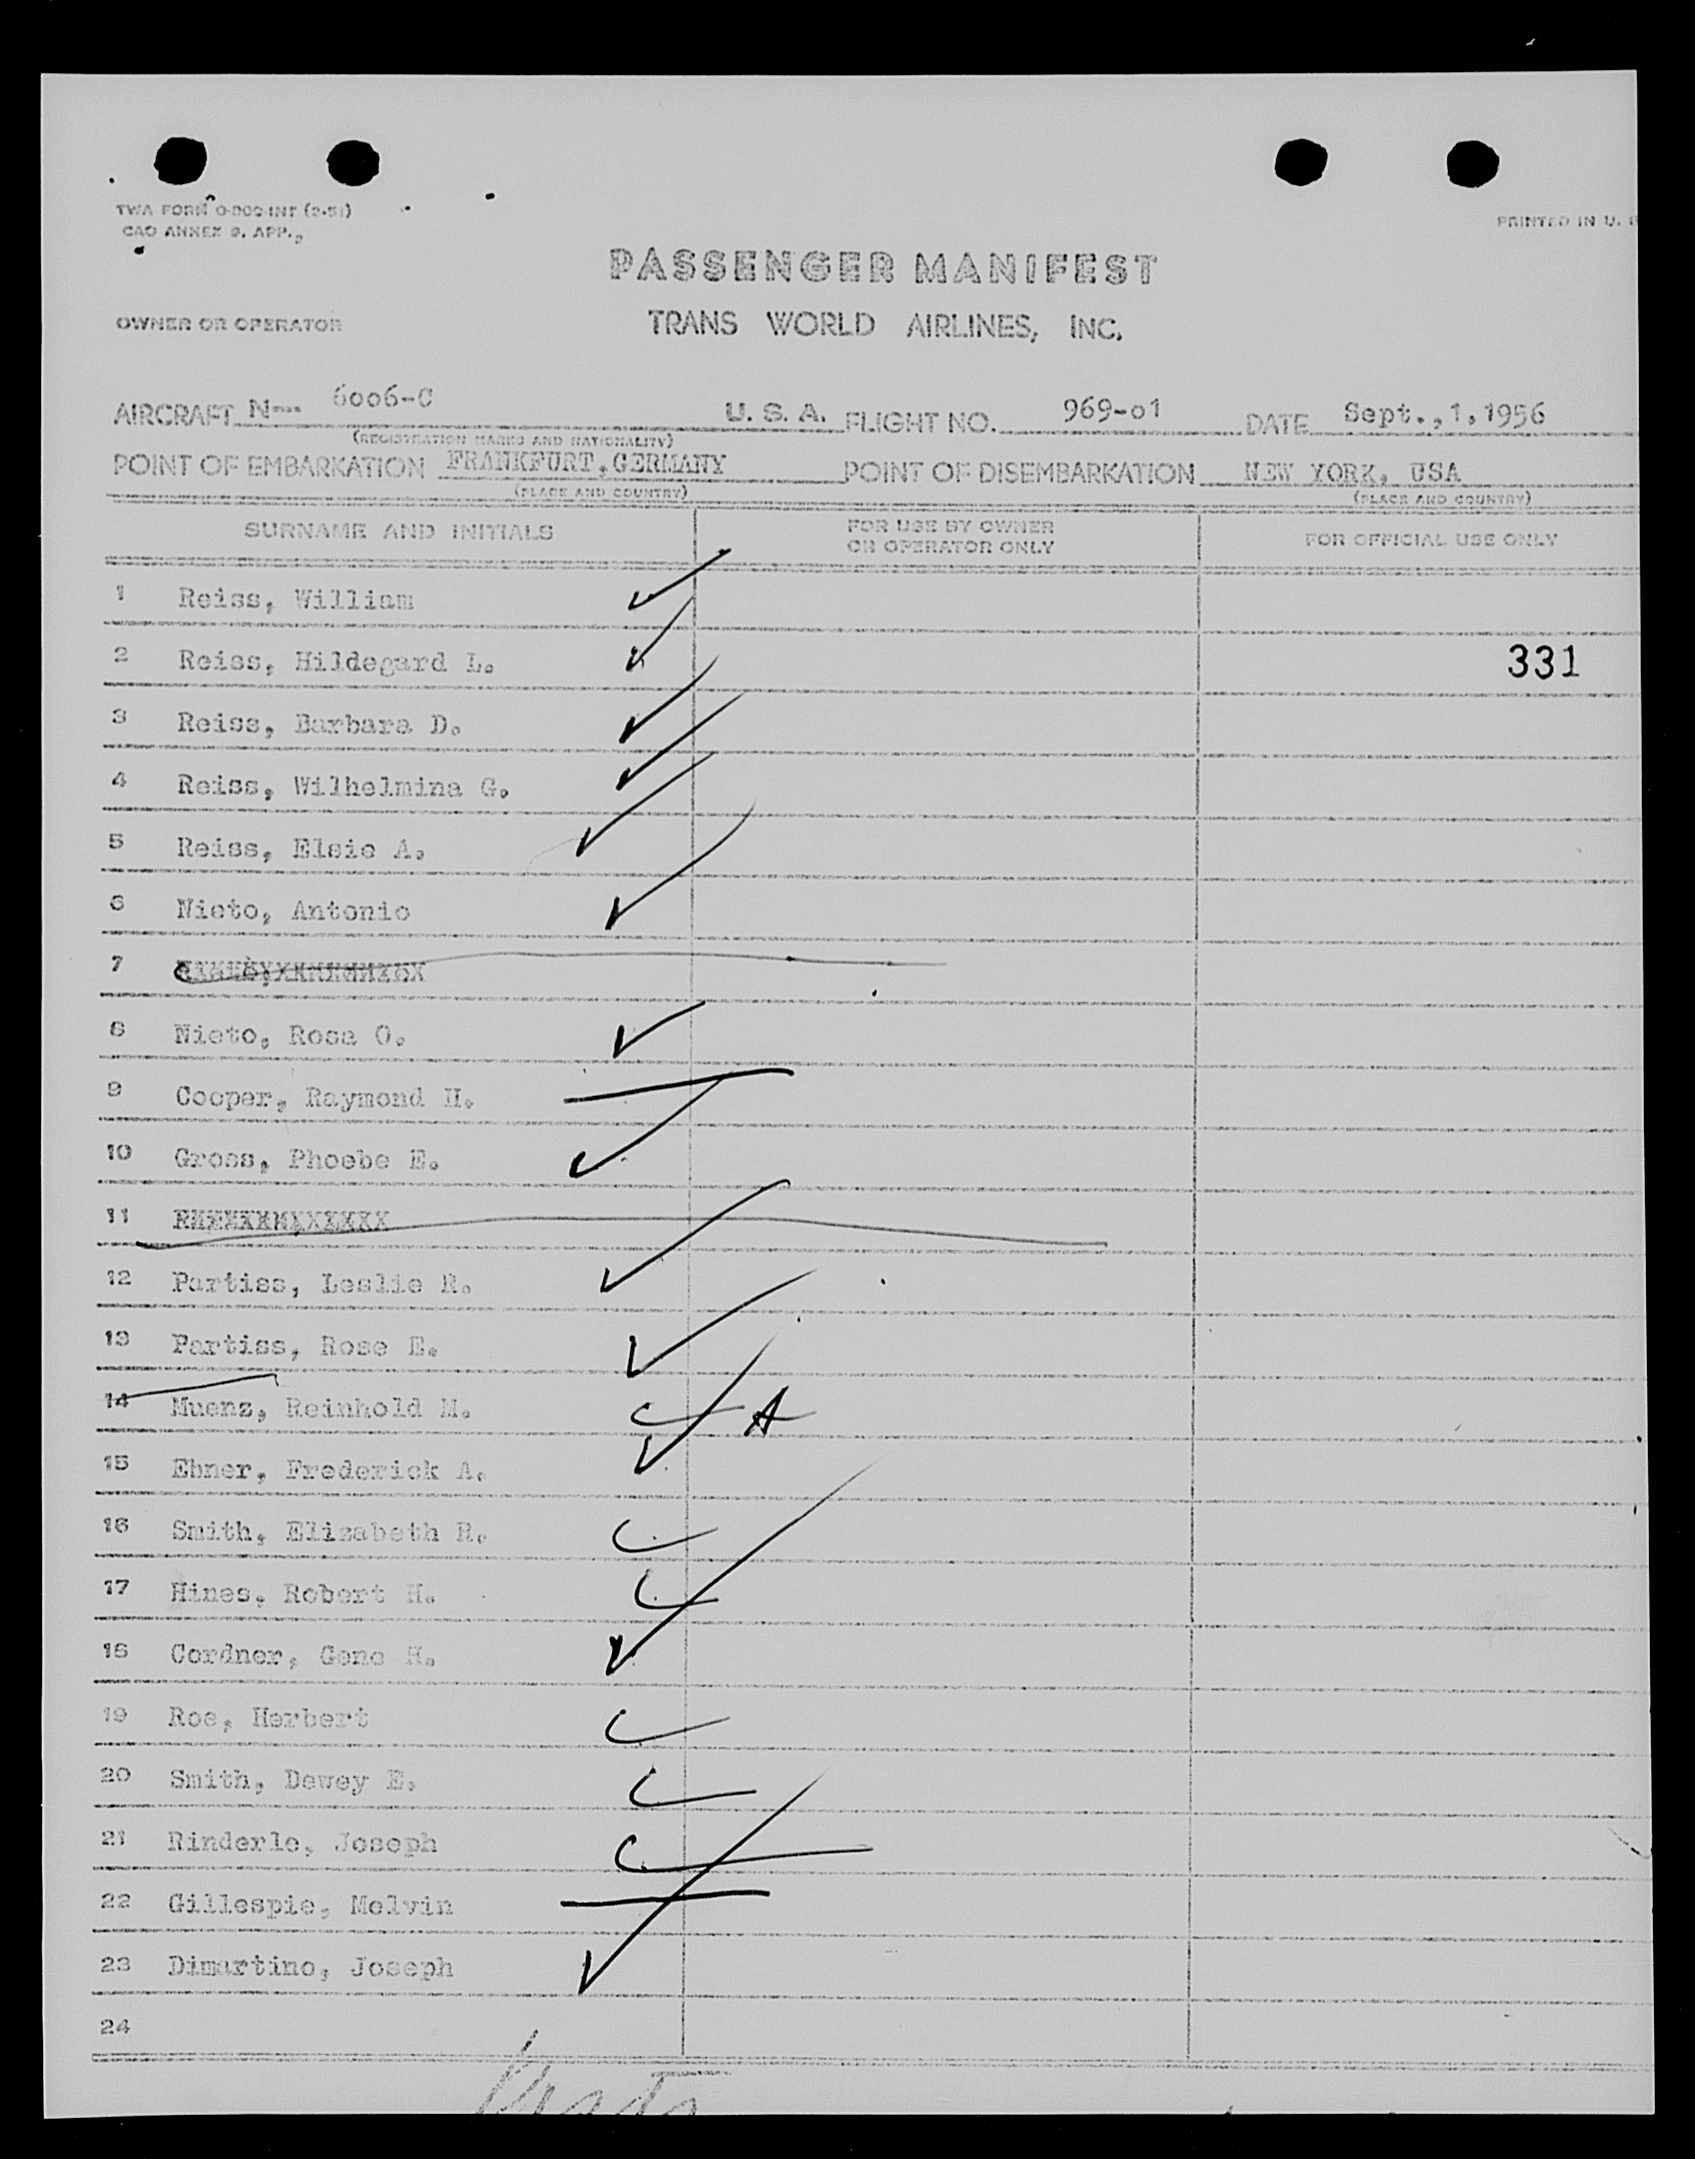 TWA FORM O-200-INT (2-51)
CAO ANNEX 9. APP.,
PRINTED IN U.
PASSENGER MANIFEST
OWNER OR OPERATOR TRANS WORLD AIRLINES, INC.
AIRCRAFT N--- 6006-C U. S. A. FLIGHT NO. 969-01 DATE Sept.,1,1956
(REGISTRATION MARKS AND NATIONALITY)
POINT OF EMBARKATION FRANKFURT,GERMANY POINT OF DISEMBARKATION NEW YORK, USA
(PLACE AND COUNTRY) (PLACE AND COUNTRY)
SURNAME AND INITIALS FOR USE BY OWNER OR OPERATOR ONLY FOR OFFICIAL USE ONLY
1 Reiss, William
2 Reiss, Hildegard L. 331
3 Reiss, Barbara D.
4 Reiss, Wilhelmina G.
5 Reiss, Elsie A.
6 Nieto, Antonio
7
8 Nieto, Rosa O.
9 Cooper, Raymond H.
10 Gross, Phoebe E.
11
12 Partiss, Leslie R.
13 Partiss, Rose E.
14 Muenz, Reinhold M. A
15 Ebner, Frederick A.
16 Smith, Elizabeth R.
17 Hines, Robert H.
18 Cordner, Gene H.
19 Roe, Herbert
20 Smith, Dewey E.
21 Rinderle, Joseph
22 Gillespie, Melvin
23 Dimartino, Joseph
24